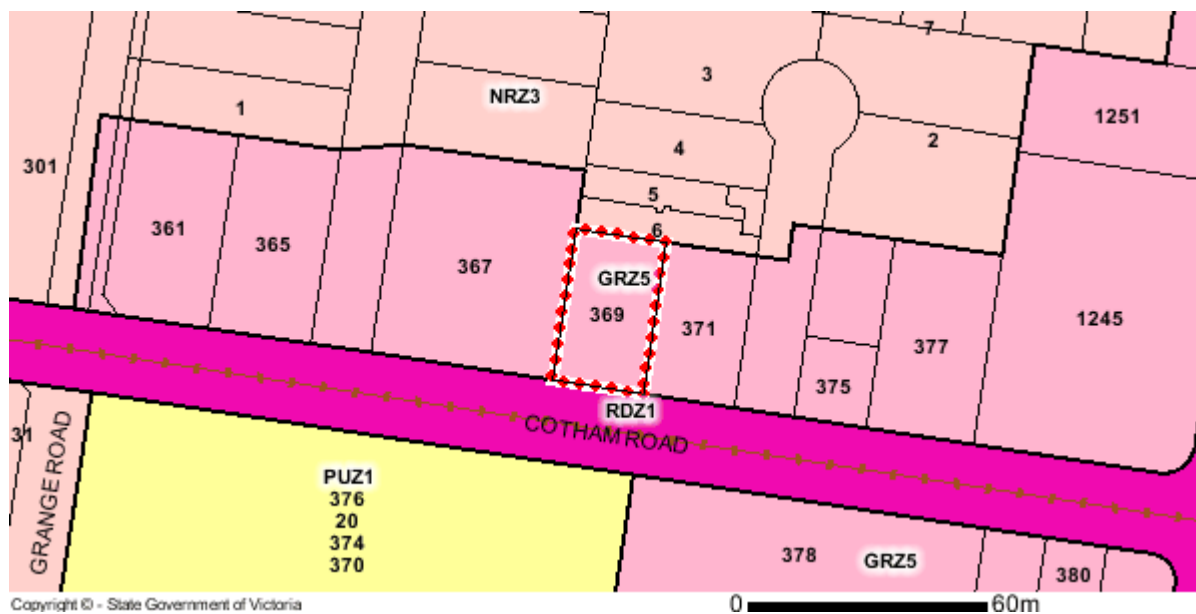 7
3
NRZ3
1
1251
4
2
301
5
6
361
365
367
GRZ5
369
371
377
1245
375
RDZ1
COTHAM ROAD
31
GRANGE ROAD
PUZ1
376
20
374
370
378
GRZ5
380
Copyright © - State Government of Victoria
0
60m